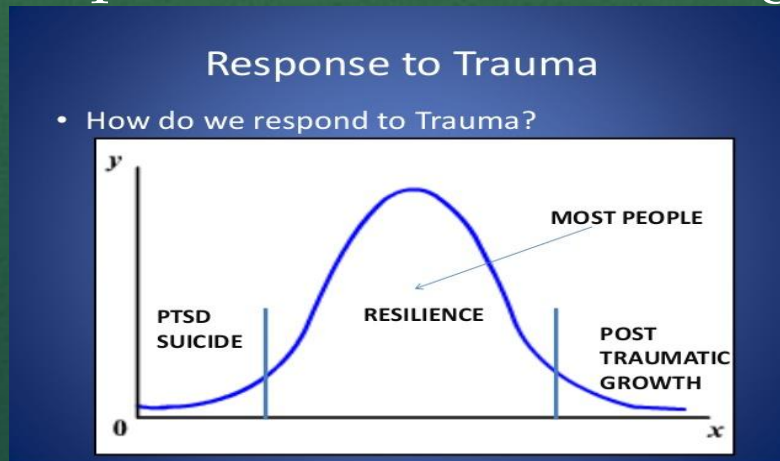 Response to Trauma
• How do we respond to Trauma?
y
MOST PEOPLE
PTSD
SUICIDE
RESILIENCE
POST
TRAUMATIC
GROWTH
0
x